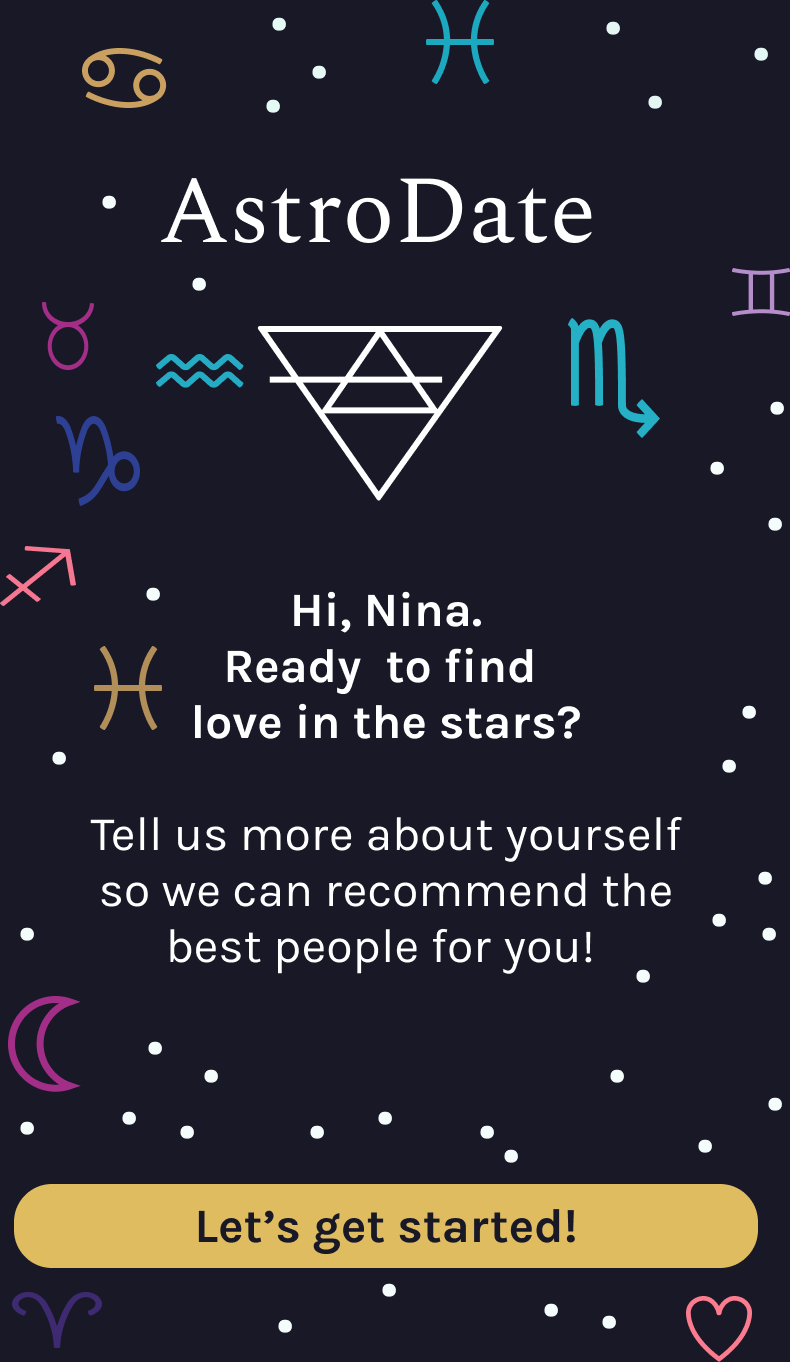 AstroDate
Hi, Nina.
Ready  to find
love in the stars?
Tell us more about yourself
so we can recommend the
best people for you!
Let’s get started!